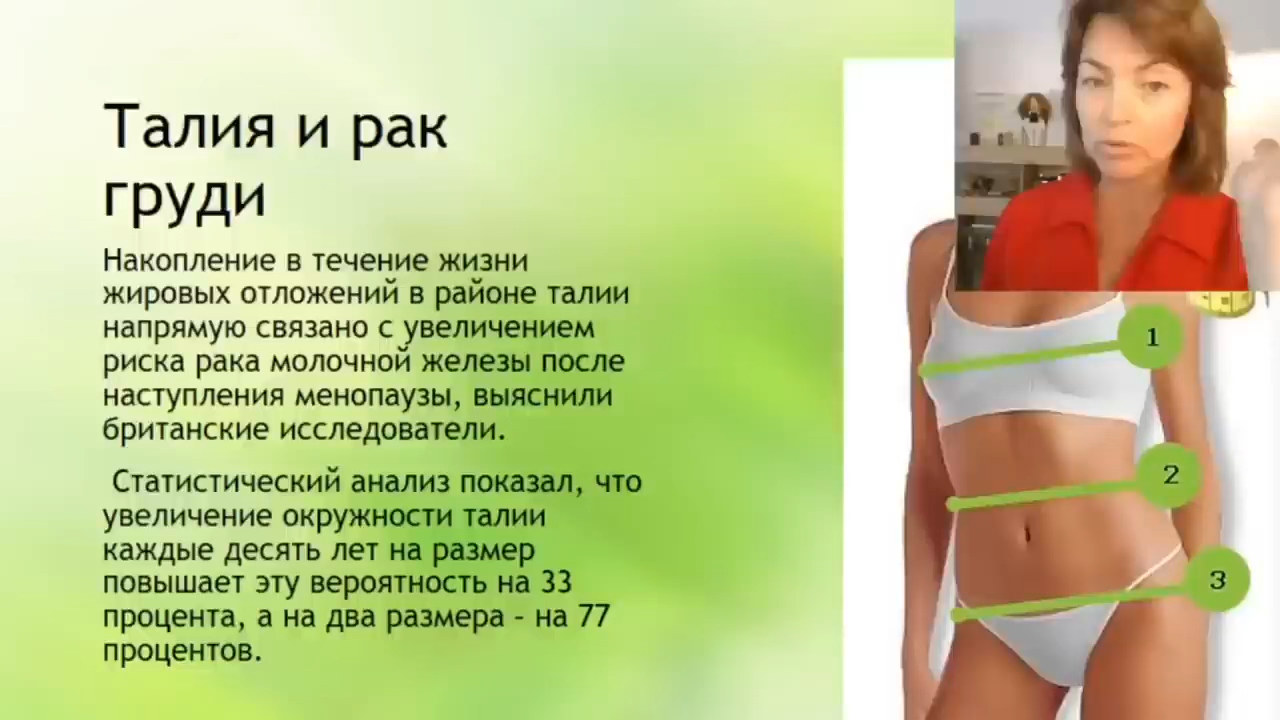 Талия и рак
груди
Накопление в течение жизни
жировых отложений в районе талии
напрямую связано с увеличением
риска рака молочной железы после
наступления менопаузы, выяснили
британские исследователи.
Статистический анализ показал, что
увеличение окружности талии
каждые десять лет на размер
повышает эту вероятность на 33
процента, а на два размера - на 77
процентов.
1
2
3